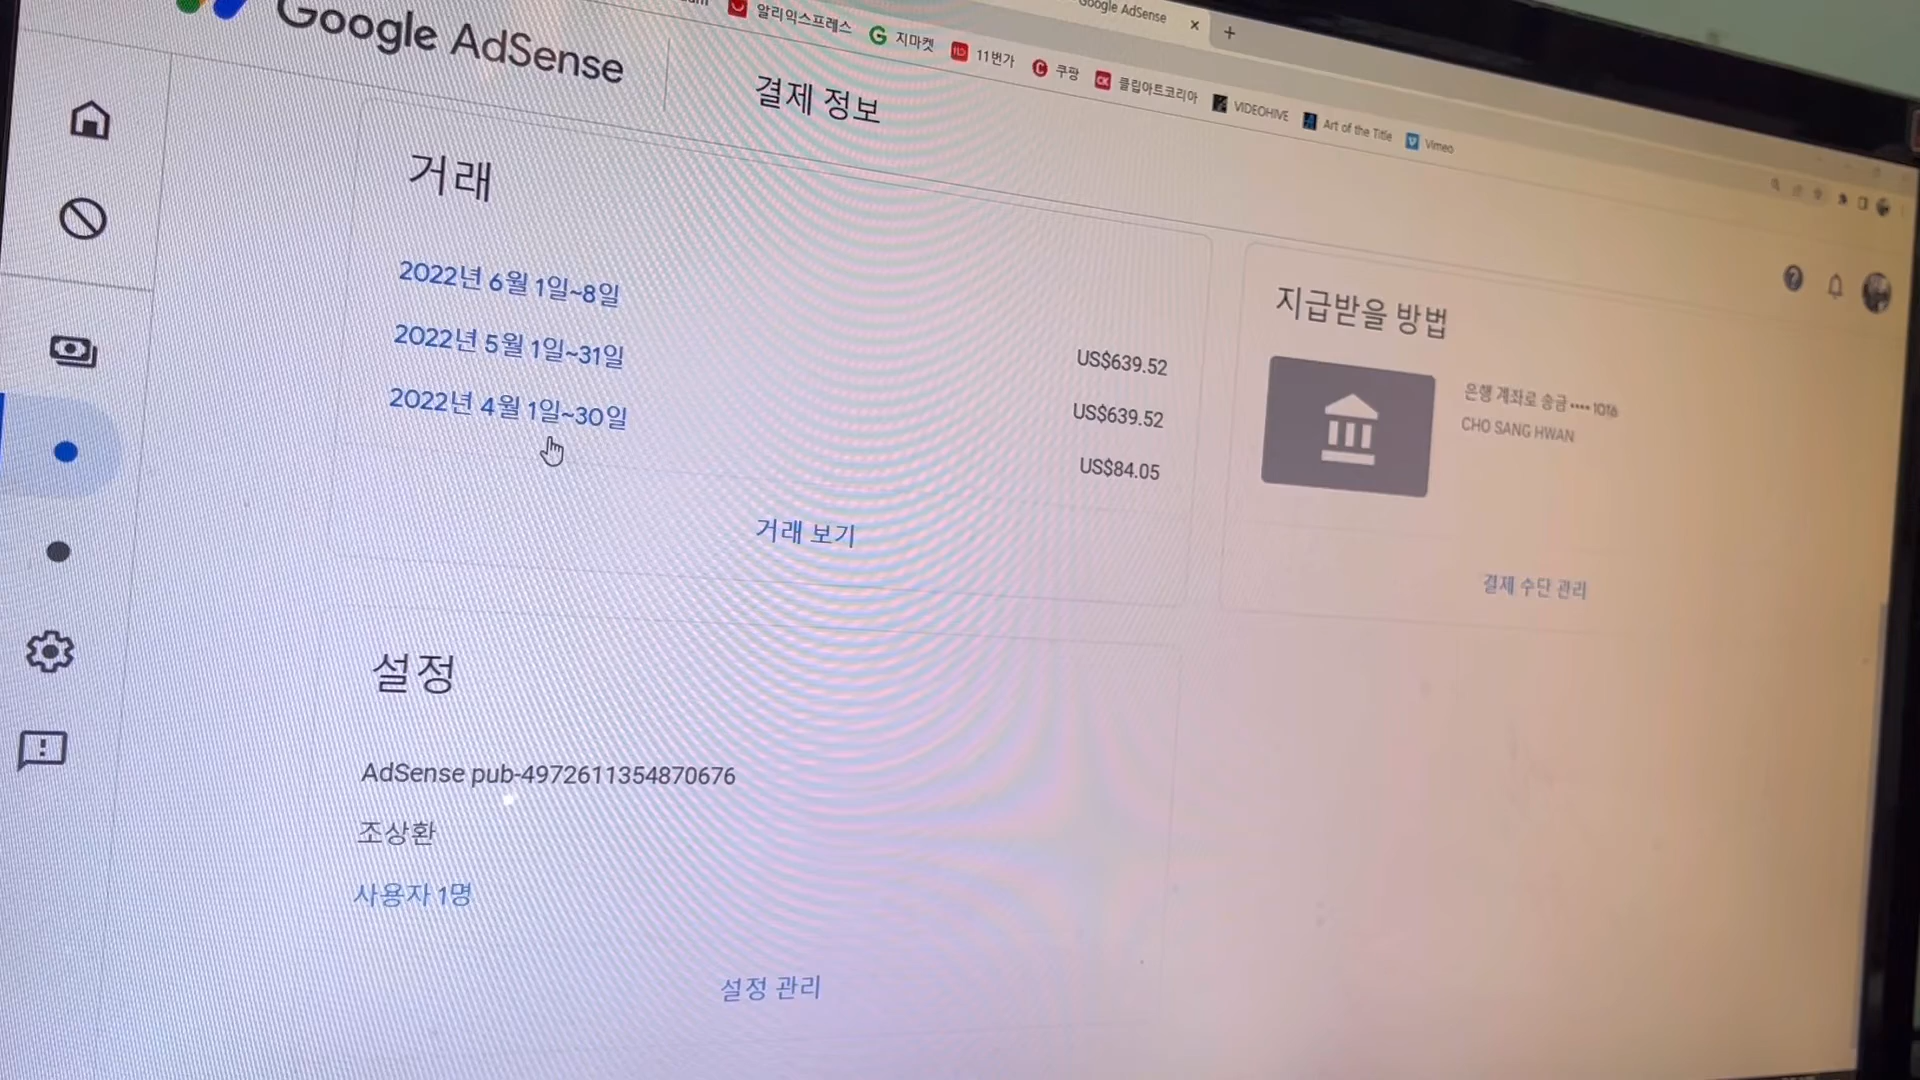 Google AdSense
알리익스프레스
지마켓
11번가
쿠팡
클립아트코리아
VIDEOHIVE
Art of the Title
Vimeo
Google AdSense
결제 정보
거래
2022년 6월 1일~8일
US$639.52
2022년 5월 1일~31일
US$639.52
2022년 4월 1일~30일
US$84.05
거래 보기
지급받을 방법
은행 계좌로 송금 •••• 1016
CHO SANG HWAN
결제 수단 관리
설정
AdSense pub-4972611354870676
조상환
사용자 1명
설정 관리